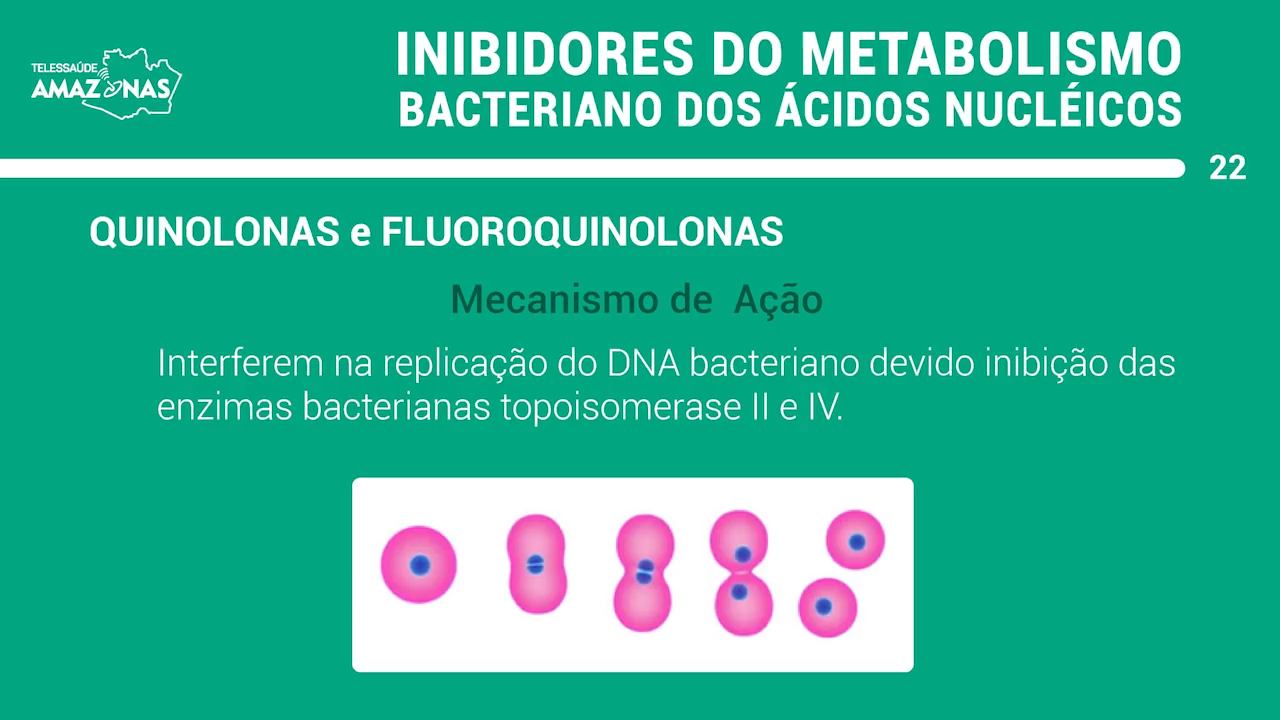 TELESSAÚDE
AMAZONAS
INIBIDORES DO METABOLISMO
BACTERIANO DOS ÁCIDOS NUCLÉICOS
22
QUINOLONAS e FLUOROQUINOLONAS
Mecanismo de Ação
Interferem na replicação do DNA bacteriano devido inibição das
enzimas bacterianas topoisomerase II e IV.